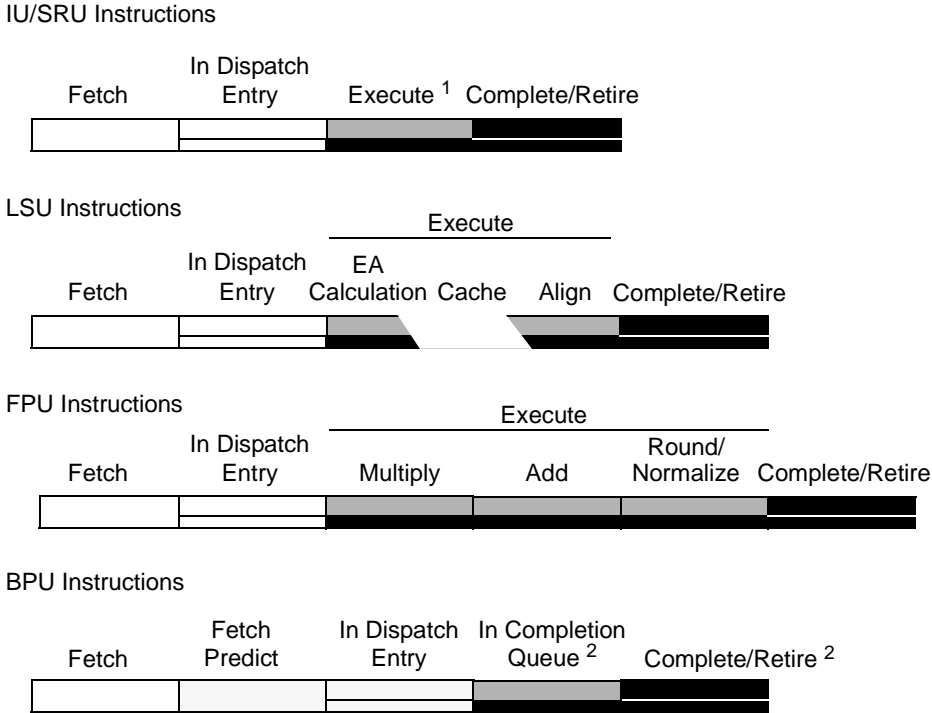 IU/SRU Instructions
In Dispatch
Fetch Entry Execute 1 Complete/Retire
LSU Instructions
Execute
In Dispatch EA
Fetch Entry Calculation Cache Align Complete/Retire
FPU Instructions
Execute
In Dispatch Round/
Fetch Entry Multiply Add Normalize Complete/Retire
BPU Instructions
Fetch In Dispatch In Completion
Fetch Predict Entry Queue 2 Complete/Retire 2